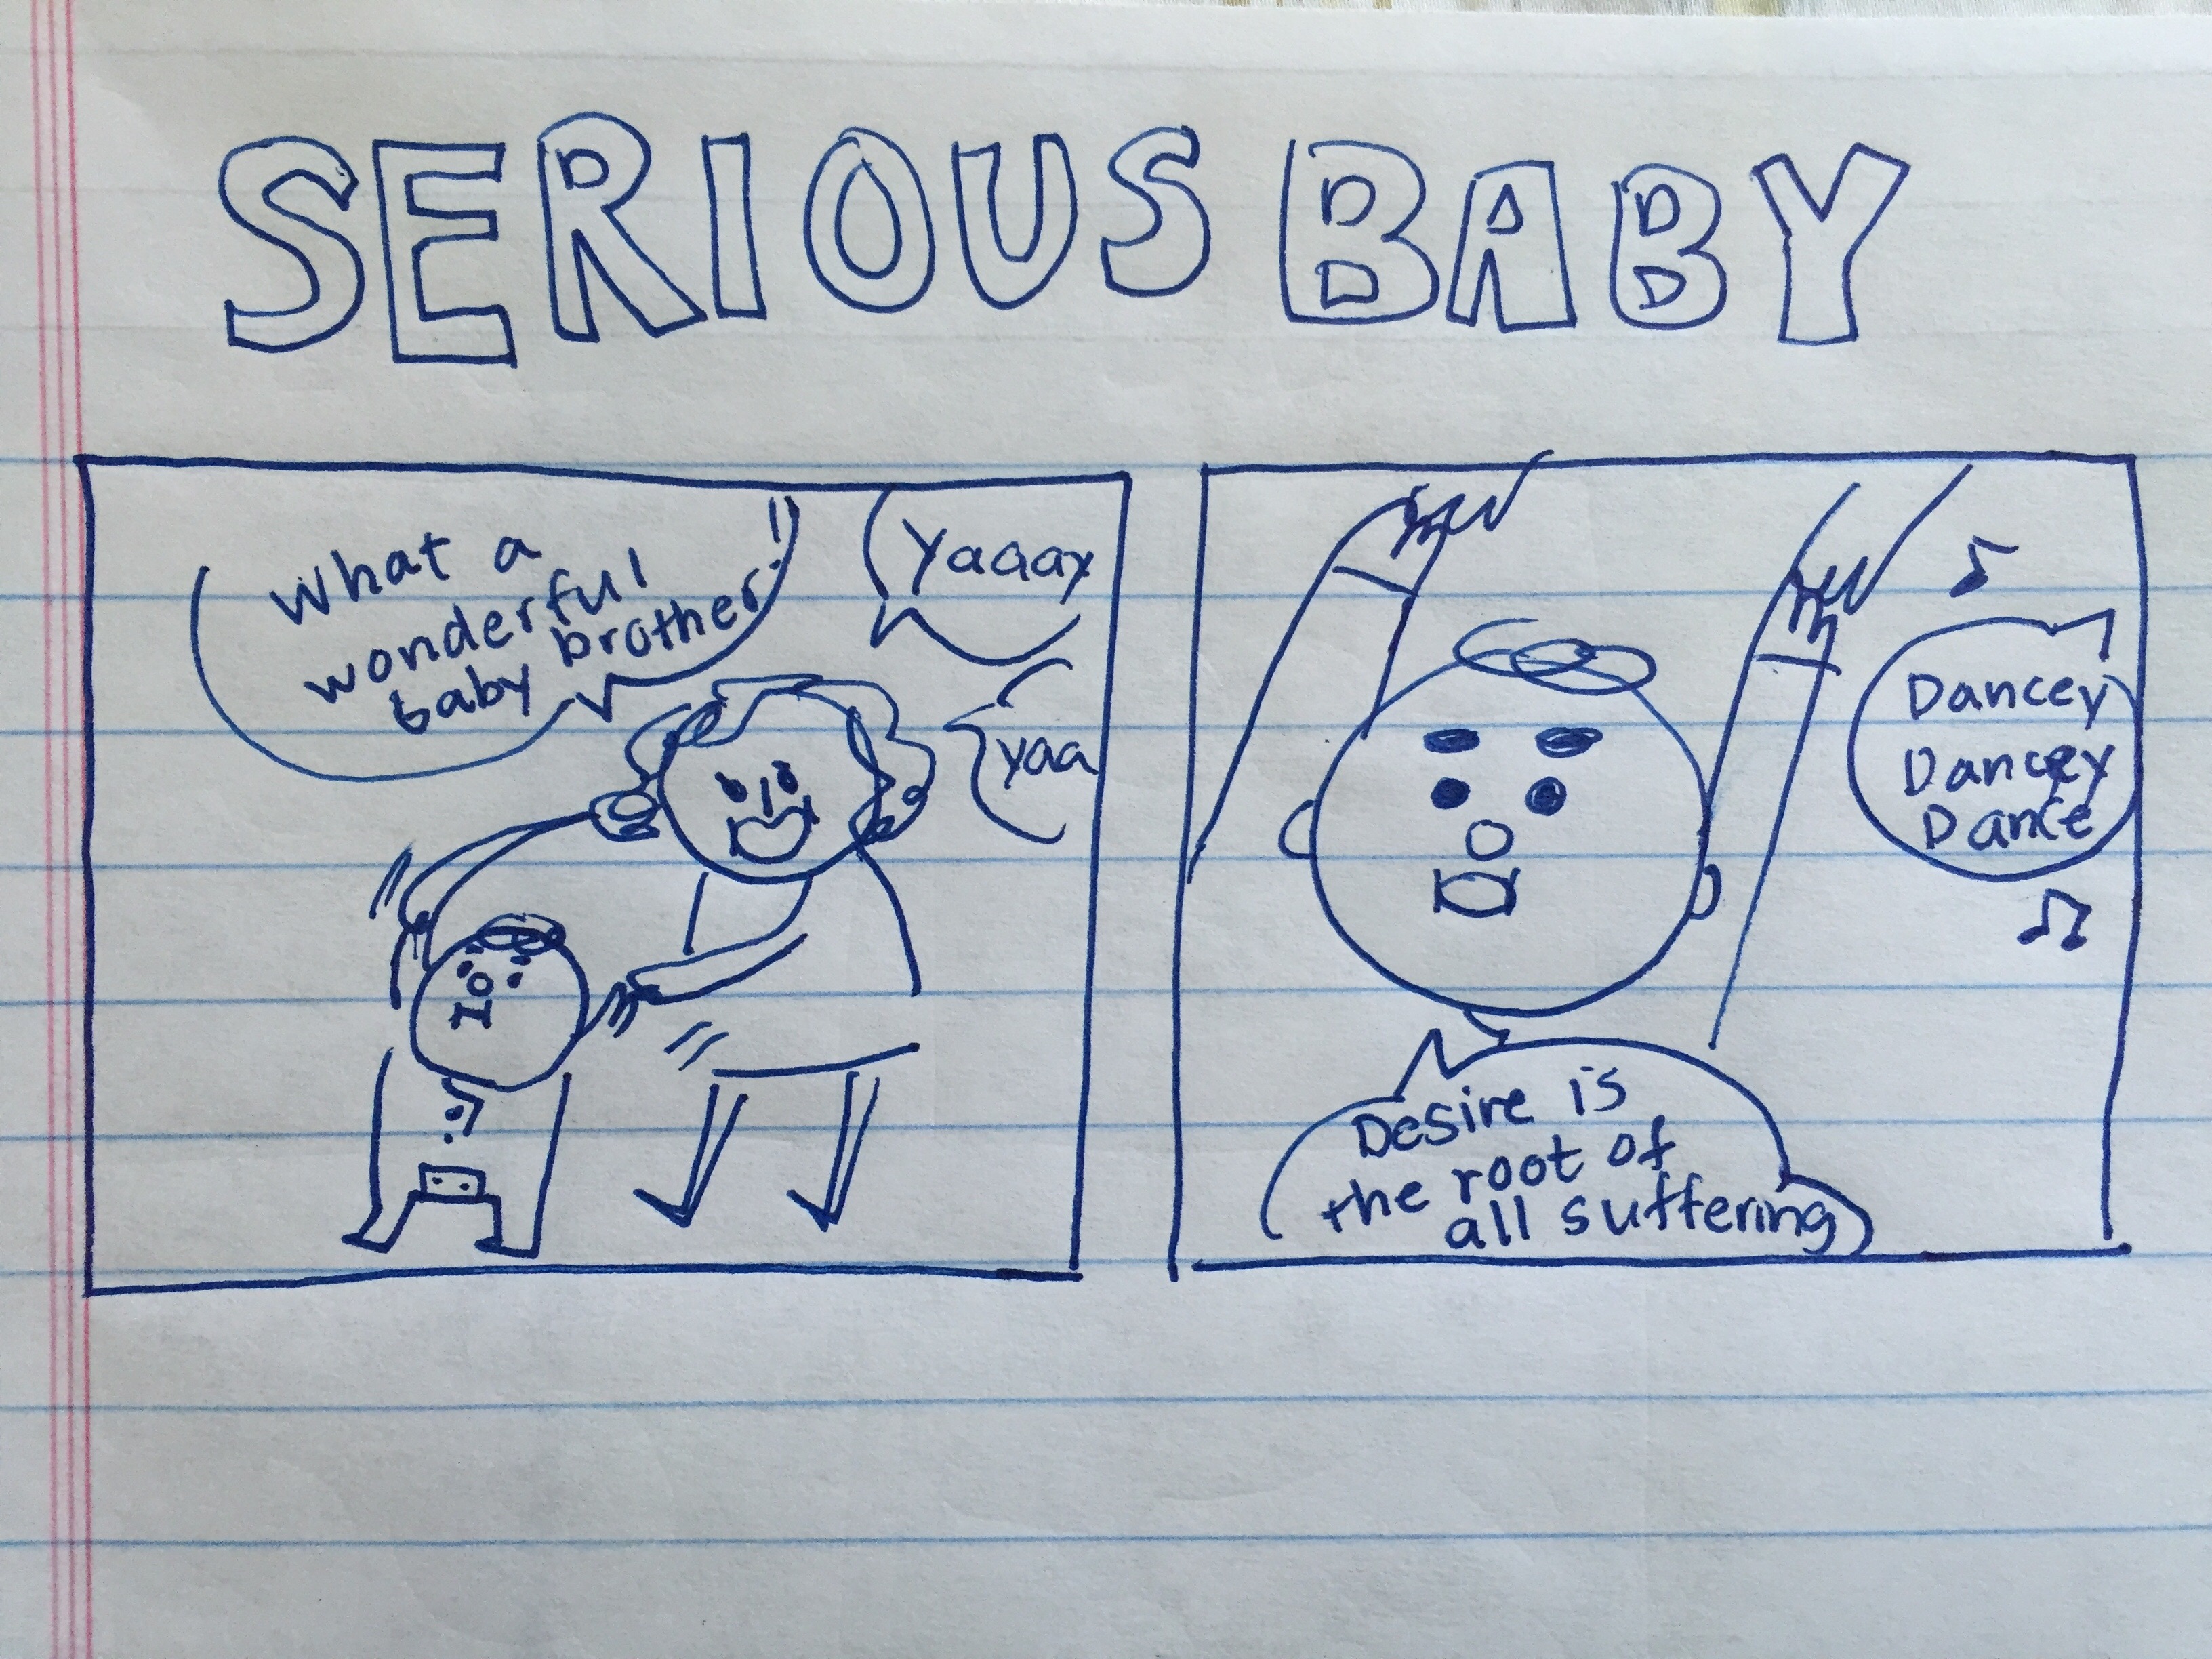 SERIOUS BABY
What a
wonderful
baby brother!!
Yaaay
yaa
Dancey
Dancey
Dance
Desire is
the root of
all suffering